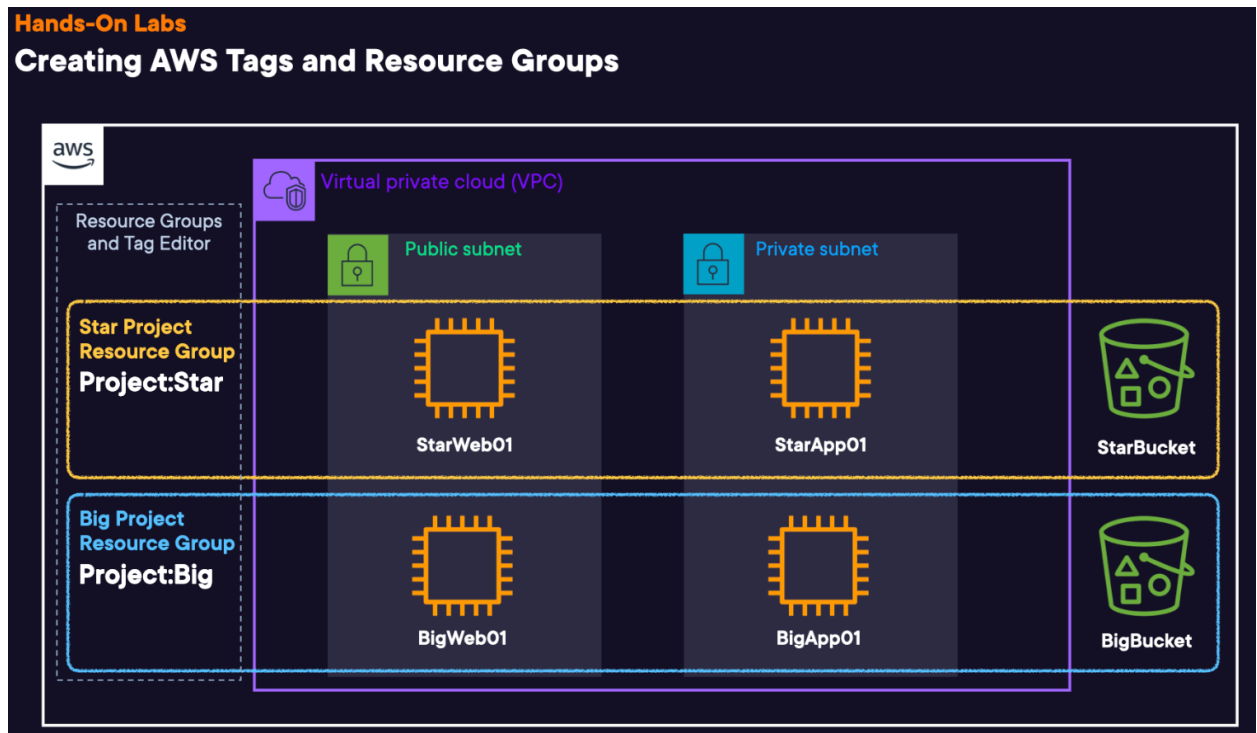 Hands-On Labs
Creating AWS Tags and Resource Groups
aws
Virtual private cloud (VPC)
Resource Groups
and Tag Editor
Public subnet
Private subnet
Star Project
Resource Group
Project:Star
StarWeb01
StarApp01
StarBucket
Big Project
Resource Group
Project:Big
BigWeb01
BigApp01
BigBucket